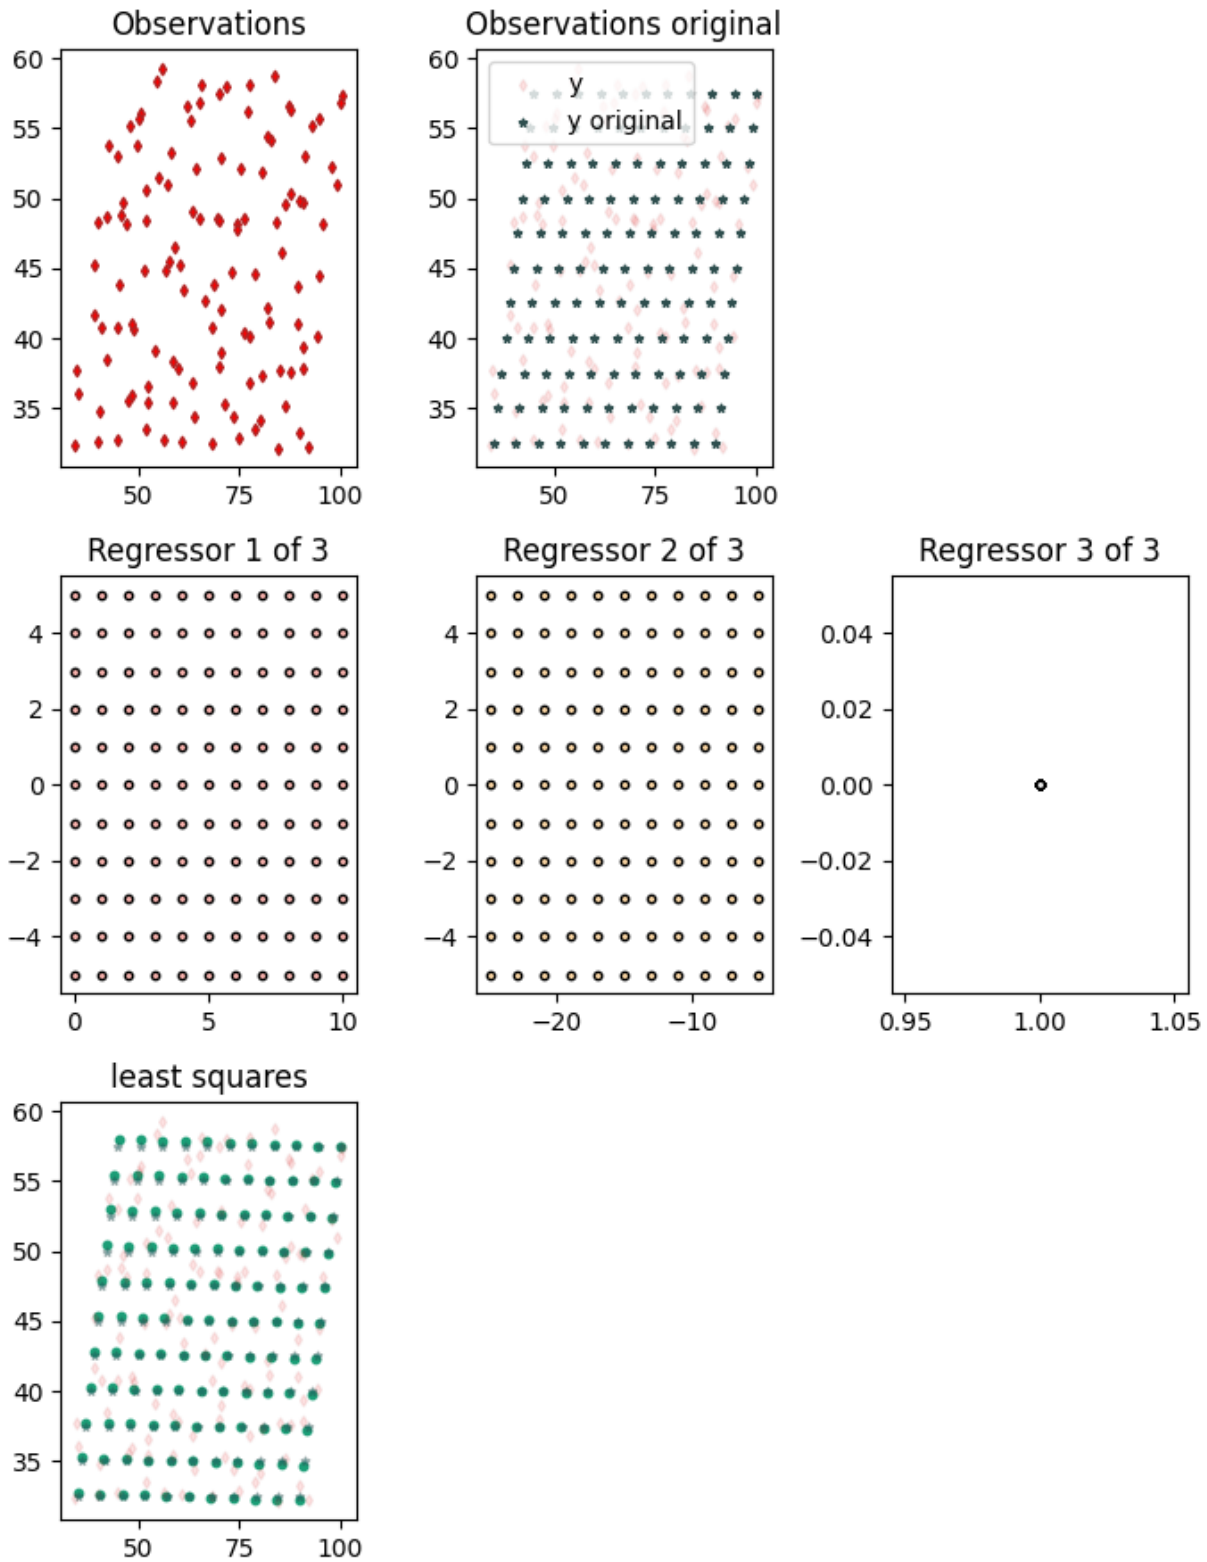 Observations
Observations original
60
55
50
45
40
35
50 75 100
60
55
50
45
40
35
y
y original
50 75 100
Regressor 1 of 3
Regressor 2 of 3
Regressor 3 of 3
4
2
0
−2
−4
0 5 10
4
2
0
−2
−4
−20 −10
0.04
0.02
0.00
−0.02
−0.04
0.95 1.00 1.05
least squares
60
55
50
45
40
35
50 75 100